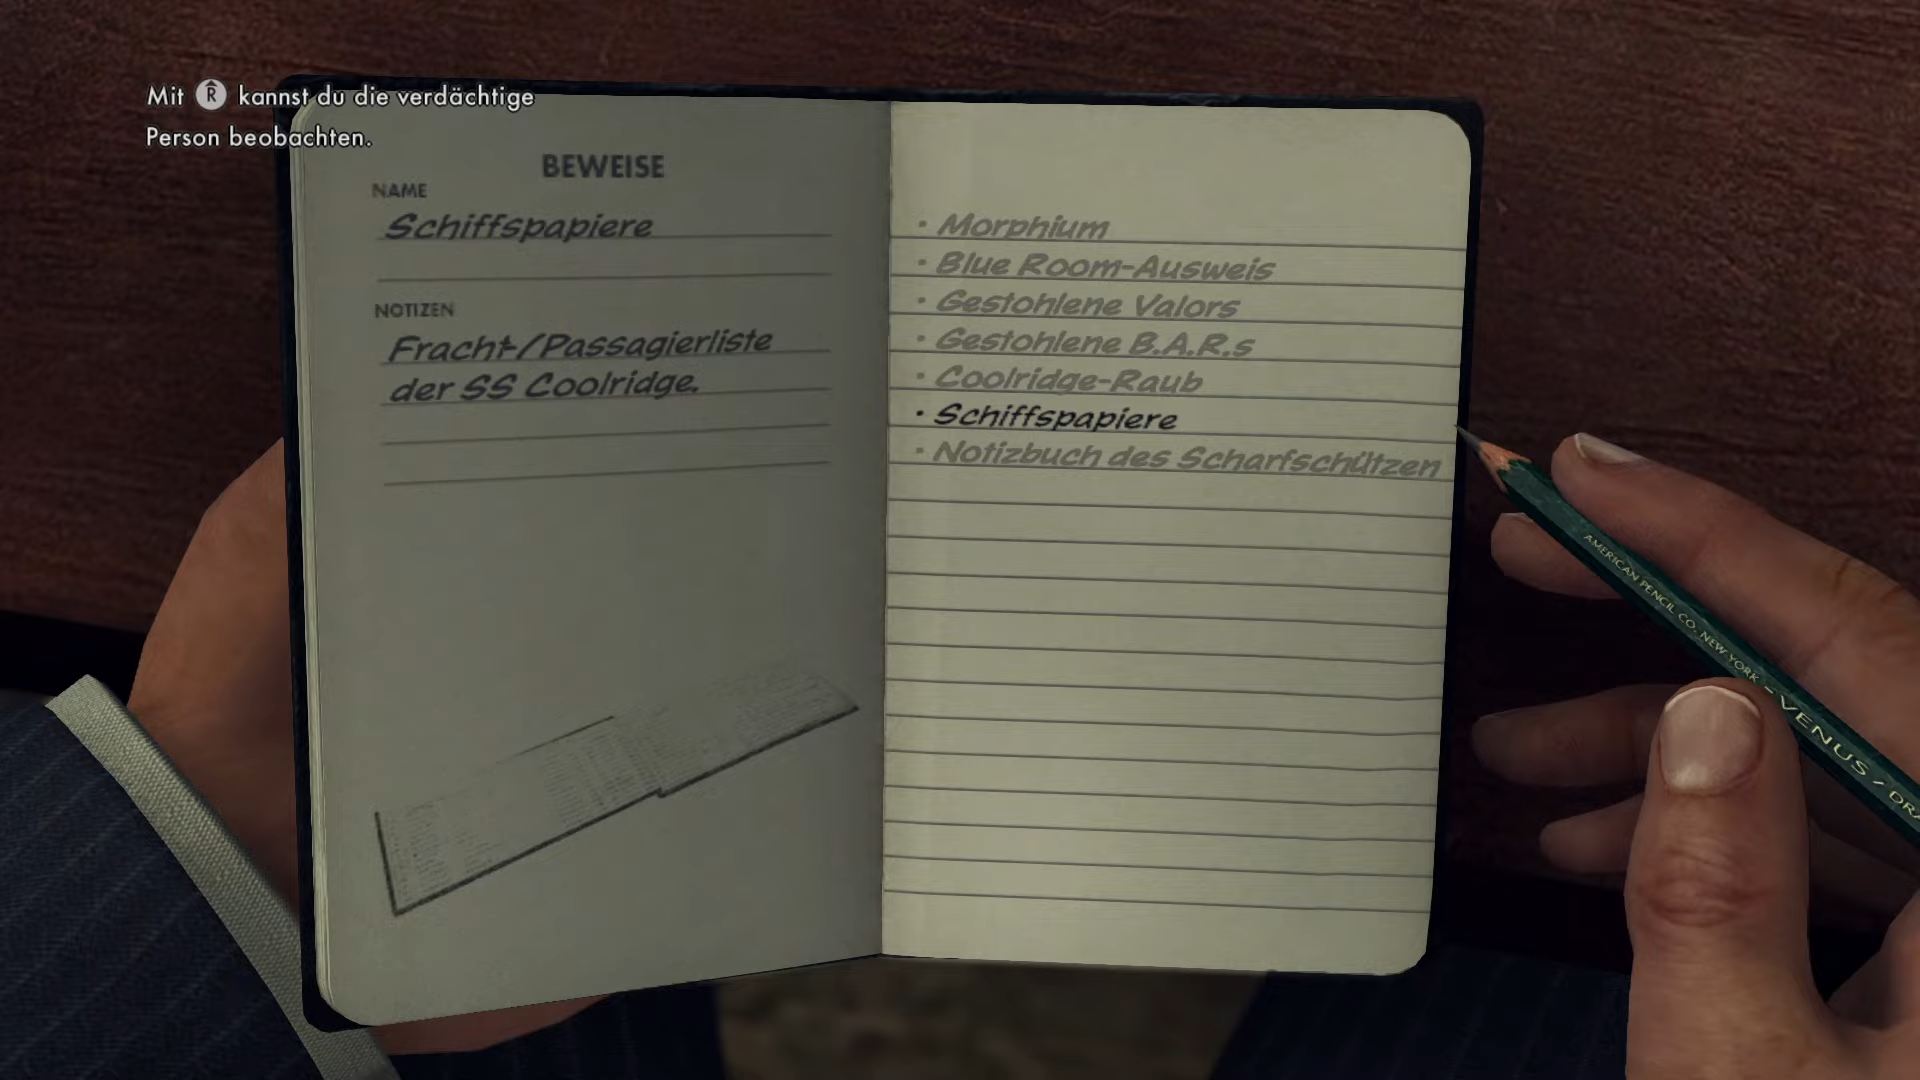 Mit R kannst du die verdächtige
Person beobachten.
BEWEISE
NAME
Schiffspapiere
NOTIZEN
Fracht-/Passagierliste
der SS Coolridge.
• Morphium
• Blue Room-Ausweis
• Gestohlene Valors
• Gestohlene B.A.R.s
• Coolridge-Raub
• Schiffspapiere
• Notizbuch des Scharfschützen
AMERICAN PENCIL CO. NEW YORK - VENUS / DRA